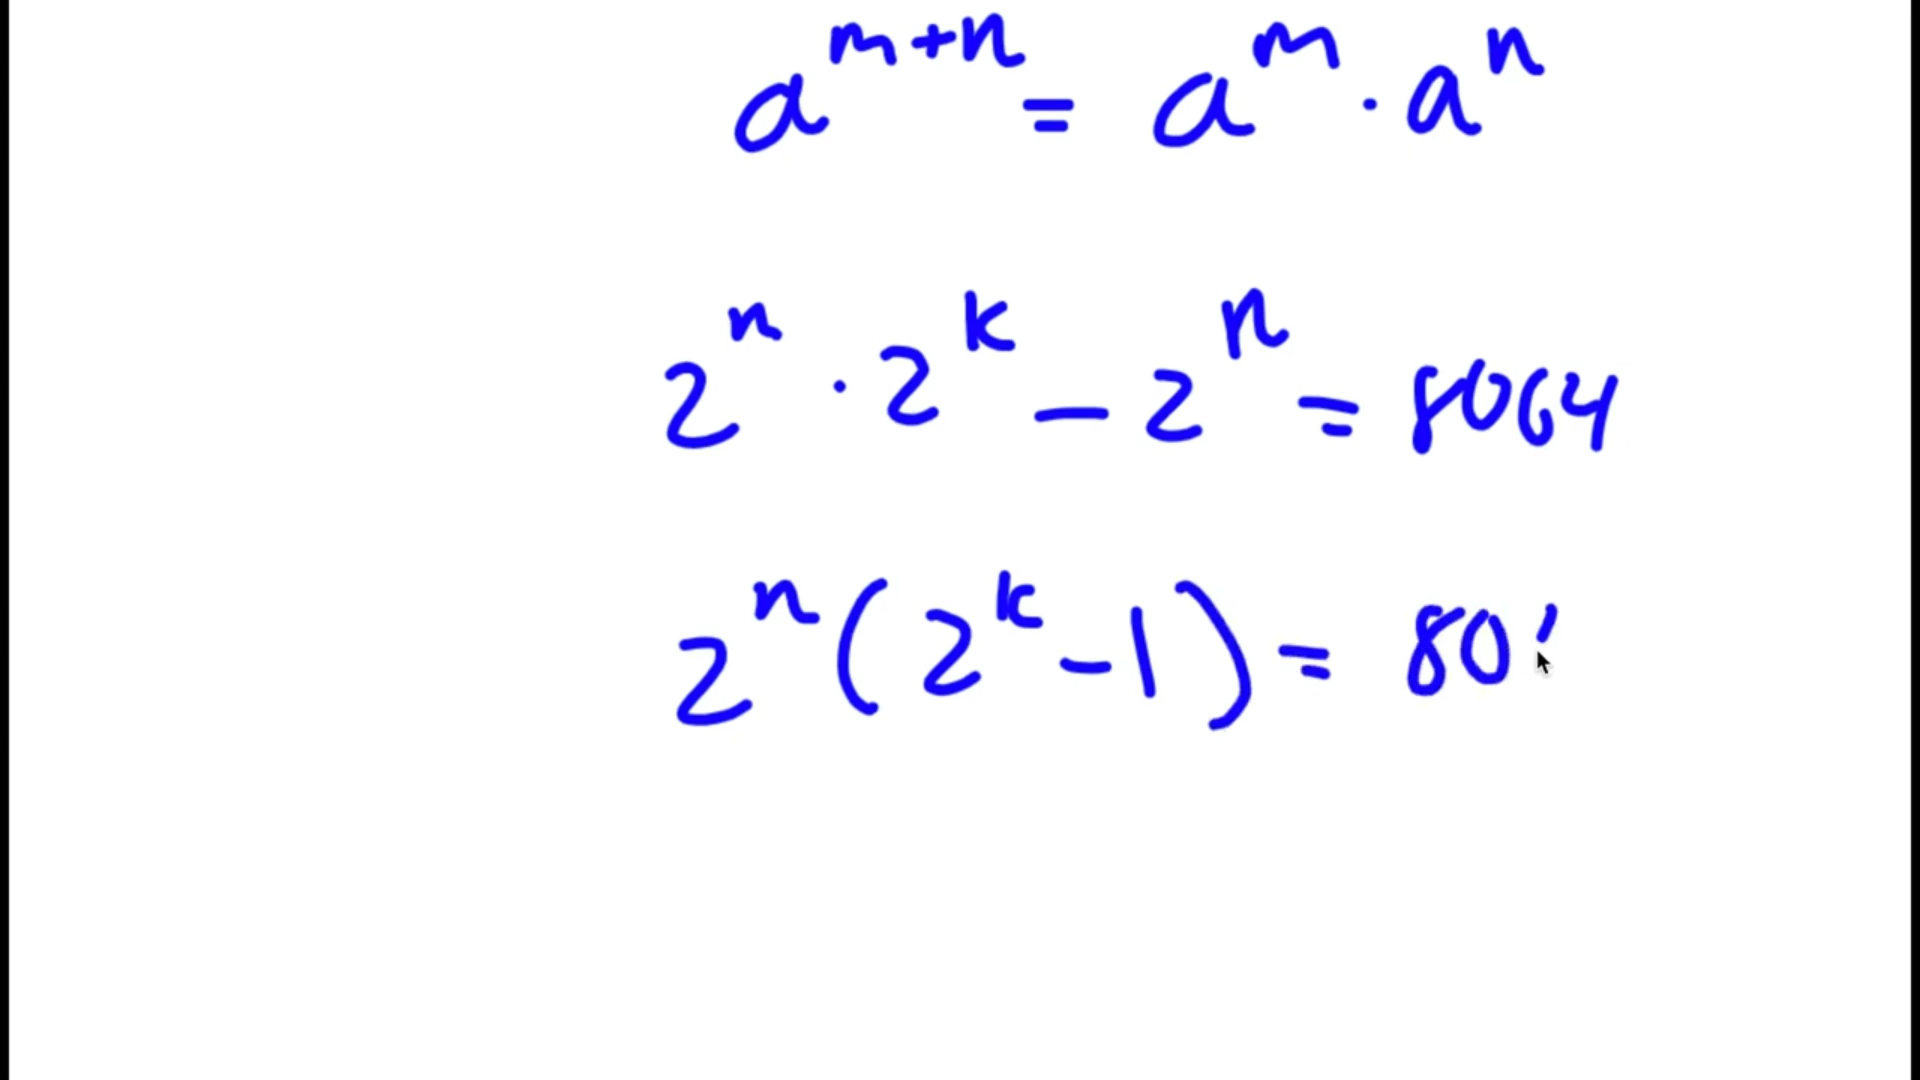 a^{m+n} = a^m · a^n
2^n · 2^k - 2^n = 8064
2^n (2^k - 1) = 80